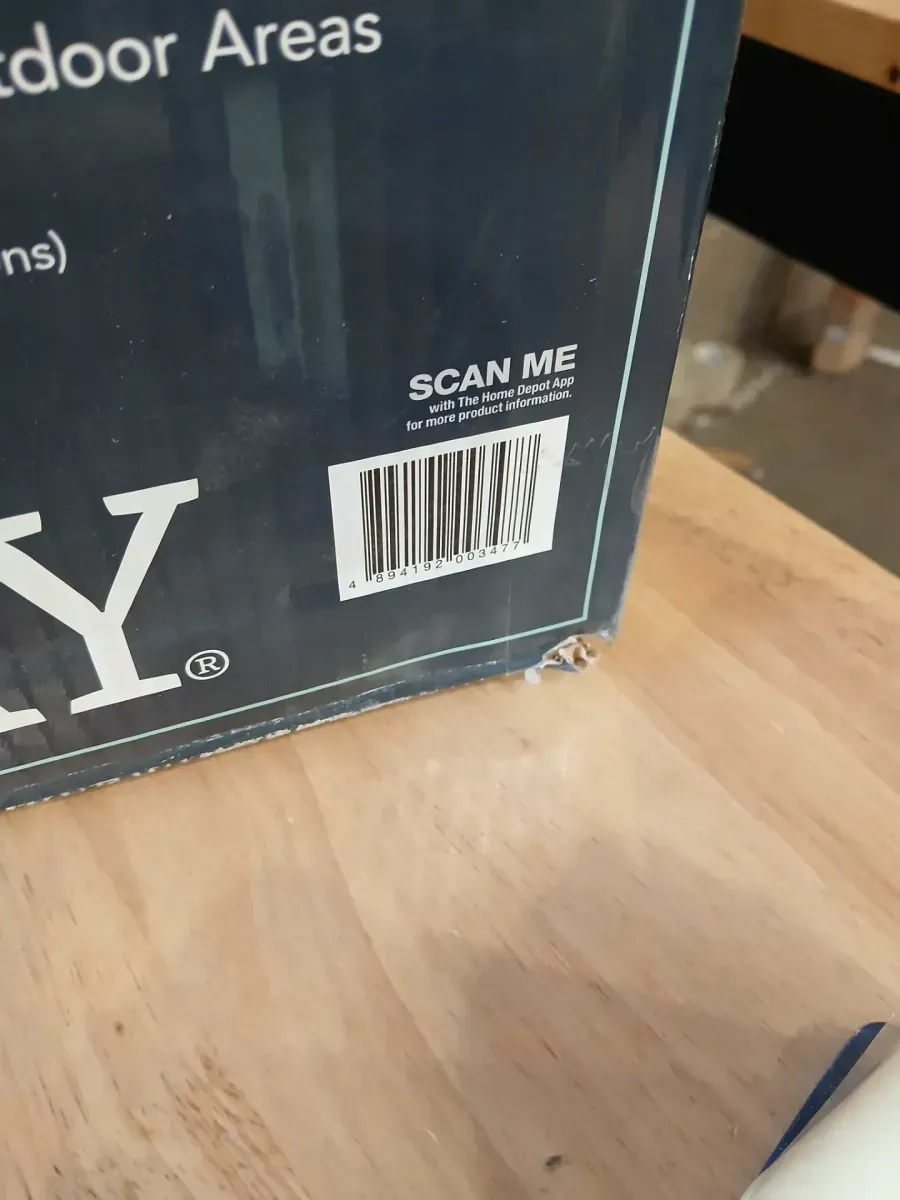 tdoor Areas
ns)
SCAN ME
with The Home Depot App
for more product information.
4 894192 003477
Y®